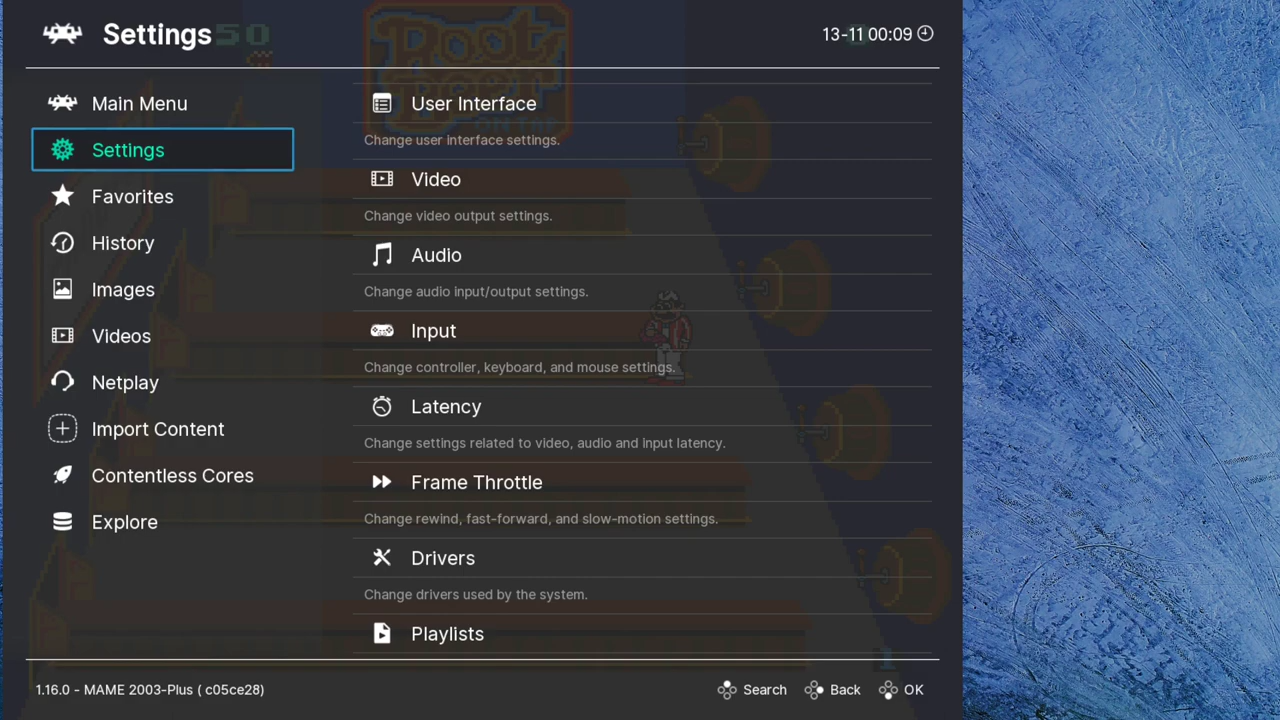 Settings
50
13-11 00:09
Main Menu
Settings
Favorites
History
Images
Videos
Netplay
Import Content
Contentless Cores
Explore
Root
Beer
User Interface
Change user interface settings.
Video
Change video output settings.
Audio
Change audio input/output settings.
Input
Change controller, keyboard, and mouse settings.
Latency
Change settings related to video, audio and input latency.
Frame Throttle
Change rewind, fast-forward, and slow-motion settings.
Drivers
Change drivers used by the system.
Playlists
1.16.0 - MAME 2003-Plus ( c05ce28)
Search
Back
OK